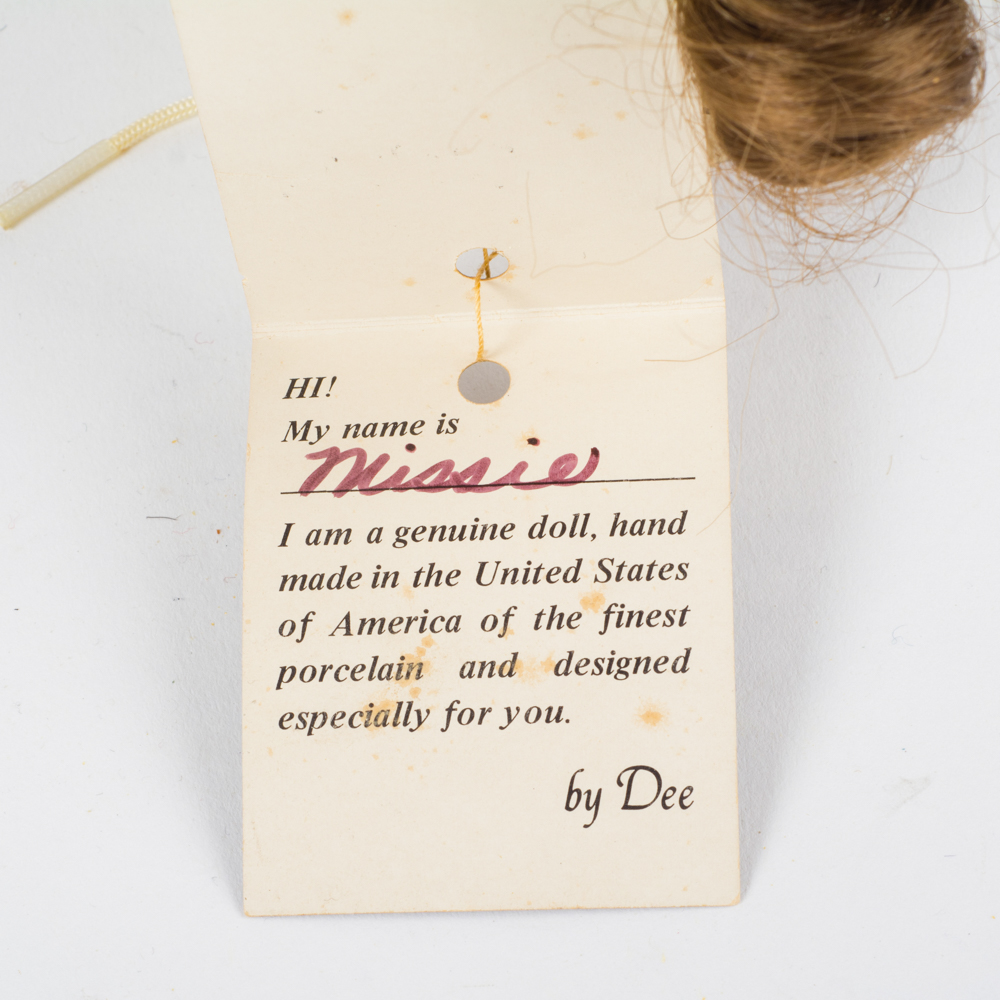 HI!
My name is
Missie
I am a genuine doll, hand
made in the United States
of America of the finest
porcelain and designed
especially for you.
by Dee